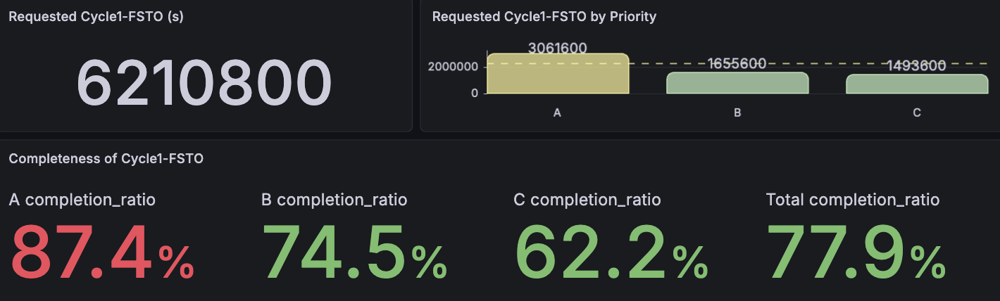 Requested Cycle1-FSTO (s)
6210800
Requested Cycle1-FSTO by Priority
3061600
2000000
1655600
1493600
0
A
B
C
Completeness of Cycle1-FSTO
A completion_ratio
B completion_ratio
C completion_ratio
Total completion_ratio
87.4%
74.5%
62.2%
77.9%